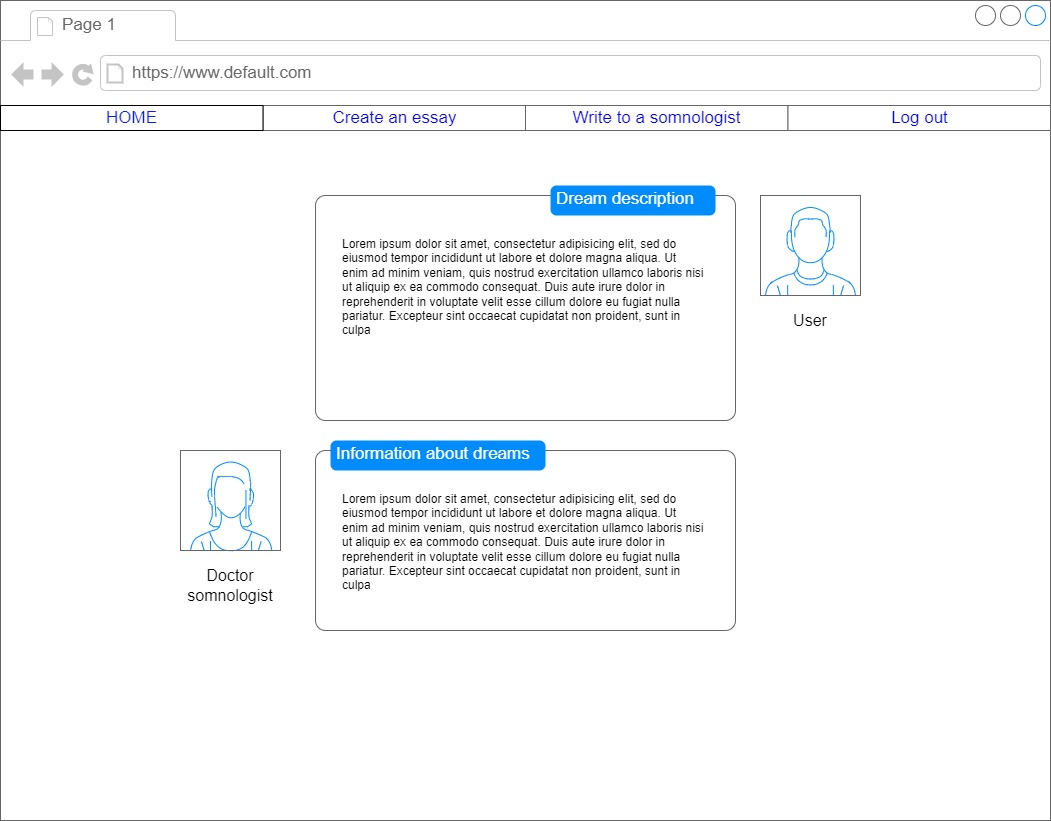 Page 1
https://www.default.com
HOME
Create an essay
Write to a somnologist
Log out
Dream description
Lorem ipsum dolor sit amet, consectetur adipisicing elit, sed do
eiusmod tempor incididunt ut labore et dolore magna aliqua. Ut
enim ad minim veniam, quis nostrud exercitation ullamco laboris nisi
ut aliquip ex ea commodo consequat. Duis aute irure dolor in
reprehenderit in voluptate velit esse cillum dolore eu fugiat nulla
pariatur. Excepteur sint occaecat cupidatat non proident, sunt in
culpa
User
Information about dreams
Lorem ipsum dolor sit amet, consectetur adipisicing elit, sed do
eiusmod tempor incididunt ut labore et dolore magna aliqua. Ut
enim ad minim veniam, quis nostrud exercitation ullamco laboris nisi
ut aliquip ex ea commodo consequat. Duis aute irure dolor in
reprehenderit in voluptate velit esse cillum dolore eu fugiat nulla
pariatur. Excepteur sint occaecat cupidatat non proident, sunt in
culpa
Doctor
somnologist